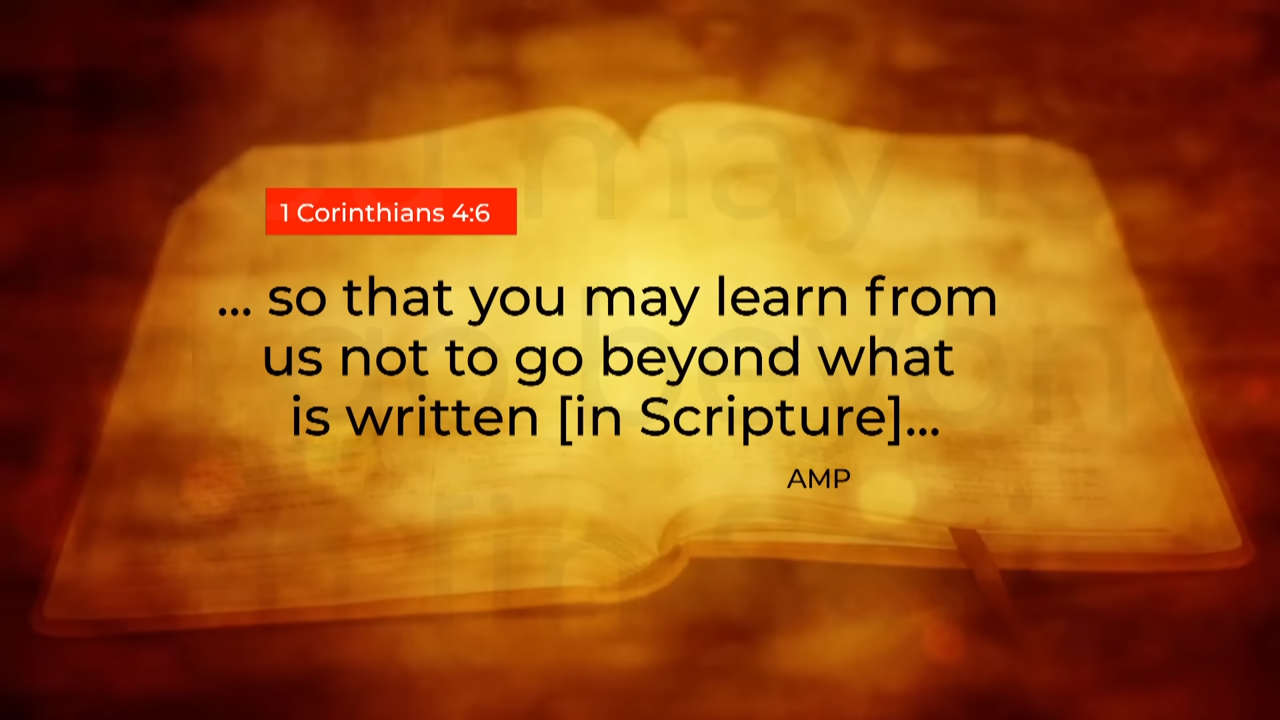 1 Corinthians 4:6
... so that you may learn from
us not to go beyond what
is written [in Scripture]...
AMP